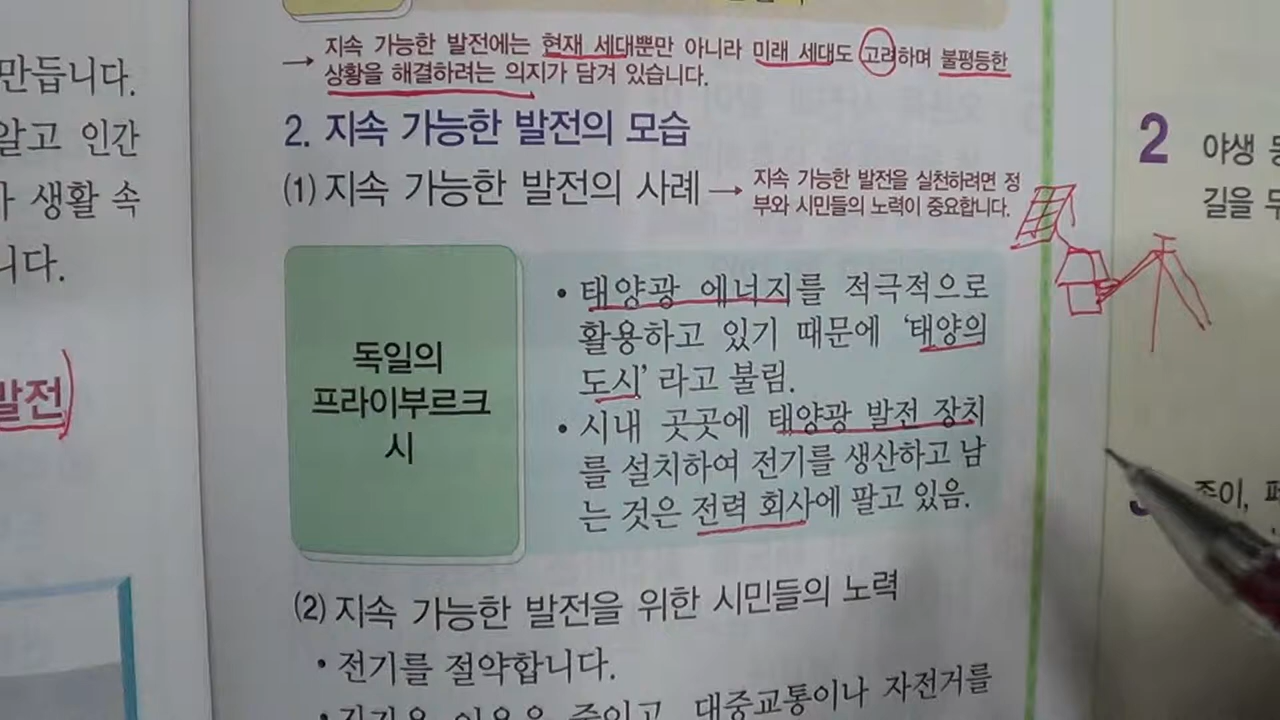 만듭니다.
알고 인간
생활 속
니다.
발전
→ 지속 가능한 발전에는 현재 세대뿐만 아니라 미래 세대도 고려하며 불평등한
상황을 해결하려는 의지가 담겨 있습니다.
2. 지속 가능한 발전의 모습
(1) 지속 가능한 발전의 사례 → 지속 가능한 발전을 실천하려면 정
부와 시민들의 노력이 중요합니다.
독일의
프라이부르크
시
• 태양광 에너지를 적극적으로
활용하고 있기 때문에 ‘태양의
도시’ 라고 불림.
• 시내 곳곳에 태양광 발전 장치
를 설치하여 전기를 생산하고 남
는 것은 전력 회사에 팔고 있음.
(2) 지속 가능한 발전을 위한 시민들의 노력
• 전기를 절약합니다.
줄이고, 대중교통이나 자전거를
2 야생
길을
종이,